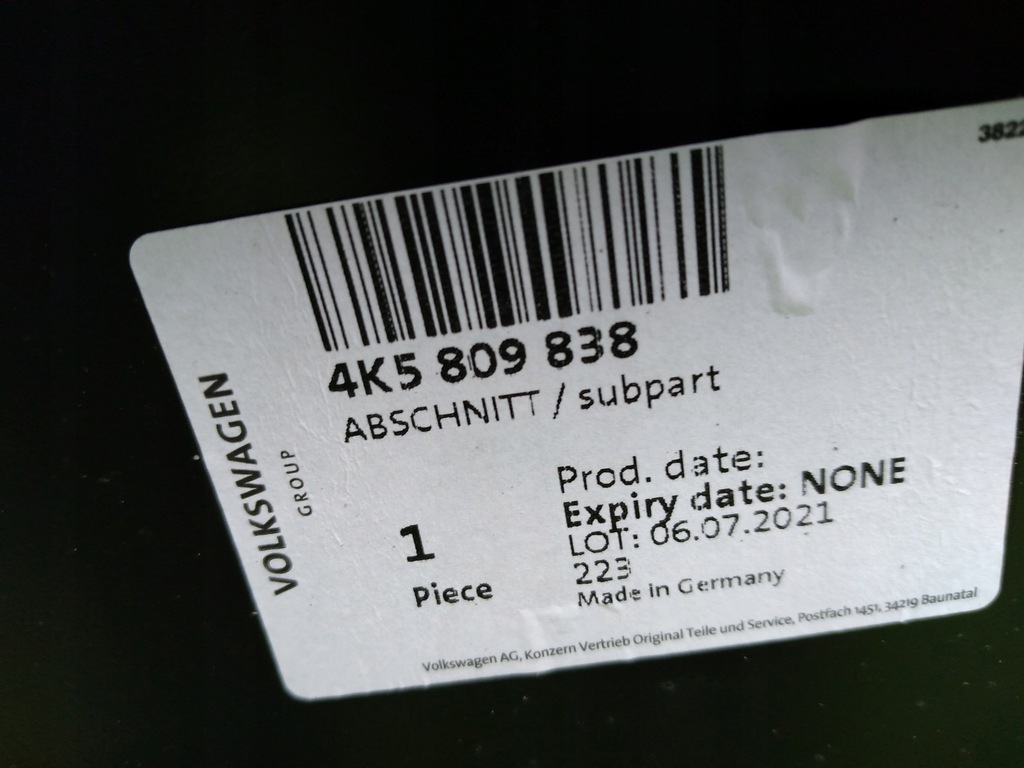 3822
4K5 809 838
ABSCHNITT / subpart
VOLKSWAGEN
GROUP
1
Piece
Prod. date:
Expiry date: NONE
LOT: 06.07.2021
223
Made in Germany
Volkswagen AG, Konzern Vertrieb Original Teile und Service, Postfach 1451, 34219 Baunatal